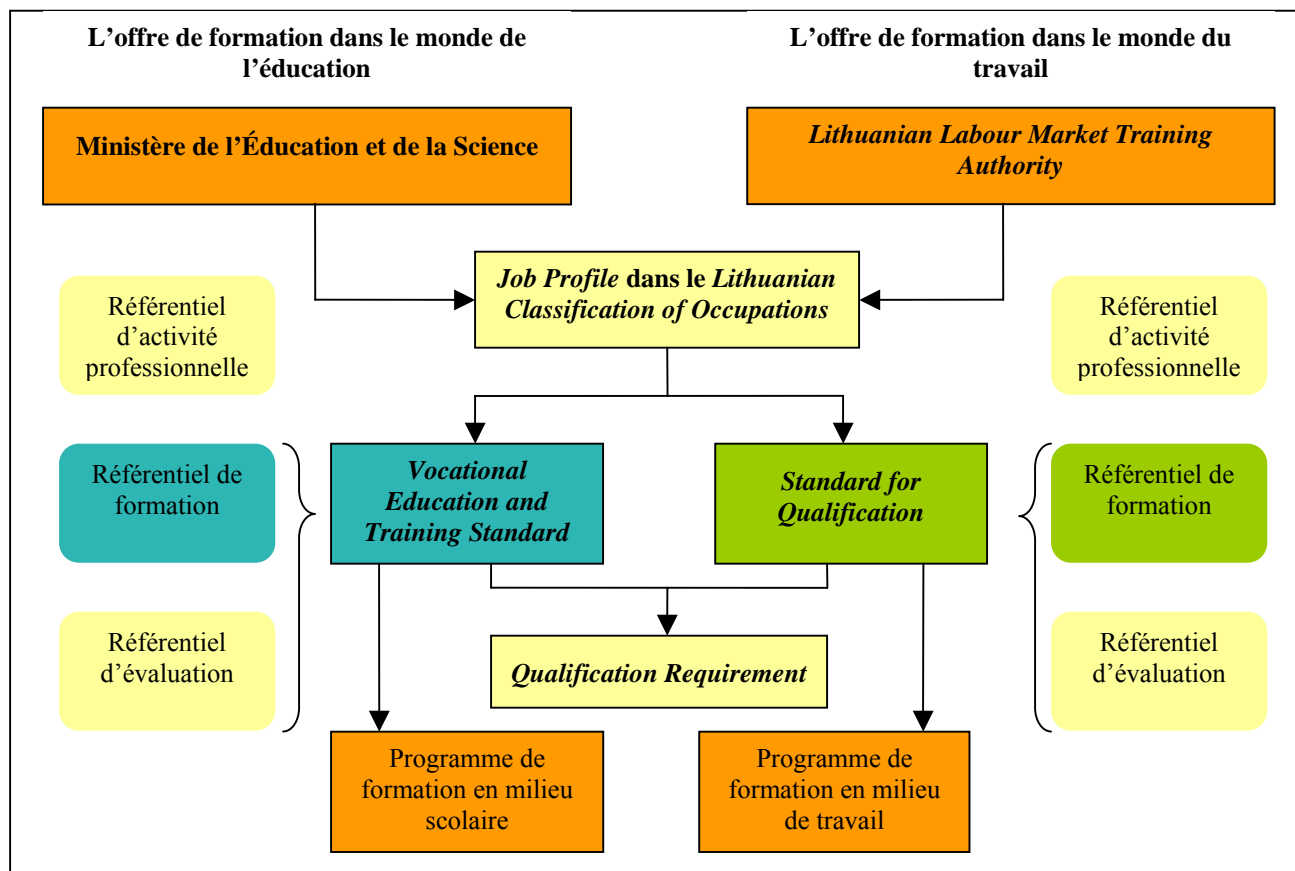 L’offre de formation dans le monde de
l’éducation
L’offre de formation dans le monde du
travail
Ministère de l’Éducation et de la Science
Lithuanian Labour Market Training
Authority
Job Profile dans le Lithuanian
Classification of Occupations
Référentiel
d’activité
professionnelle
Référentiel
d’activité
professionnelle
Référentiel de
formation
Vocational
Education and
Training Standard
Standard for
Qualification
Référentiel de
formation
Référentiel
d’évaluation
Qualification Requirement
Référentiel
d’évaluation
Programme de
formation en milieu
scolaire
Programme de
formation en milieu
de travail